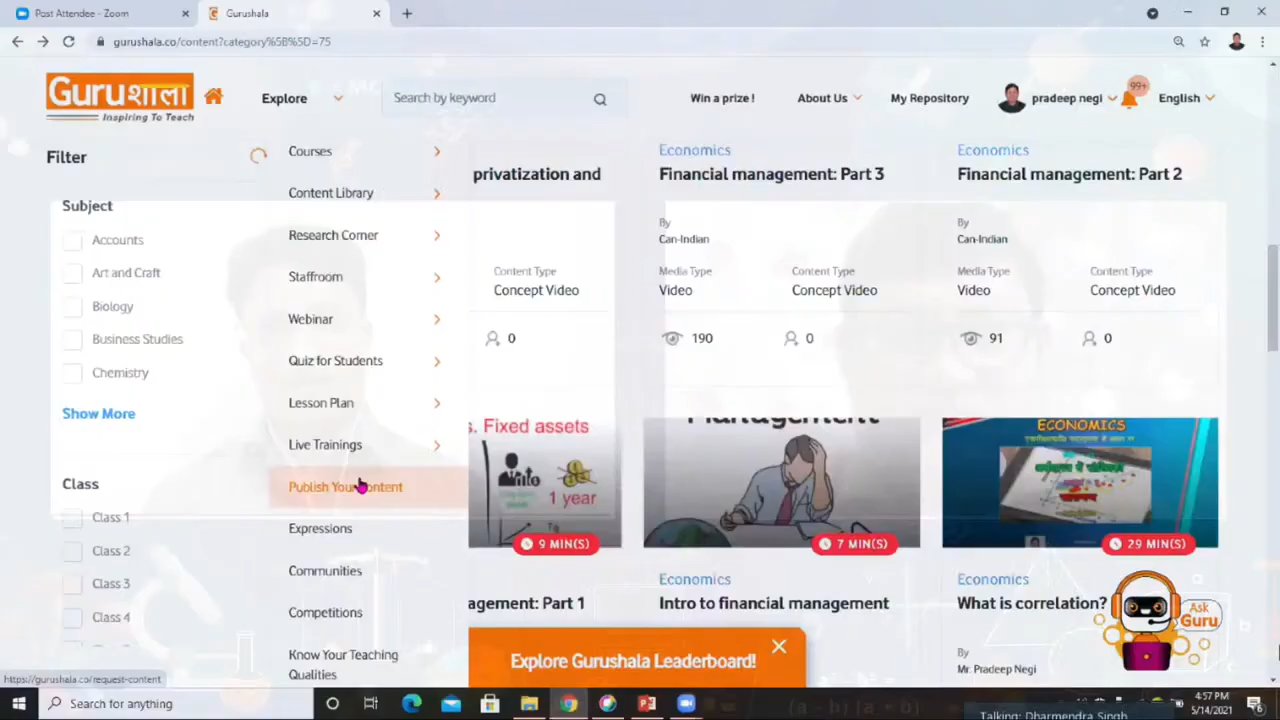 Post Attendee - Zoom
Gurushala
gurushala.co/content?category%5B%5D=75
Guruशाला
Inspiring To Teach
Explore
Search by keyword
Win a prize !
About Us
My Repository
pradeep negi
99+
English
Filter
Subject
Accounts
Art and Craft
Biology
Business Studies
Chemistry
Show More
Class
Class 1
Class 2
Class 3
Class 4
Courses
Content Library
Research Corner
Staffroom
Webinar
Quiz for Students
Lesson Plan
Live Trainings
Publish Your Content
Expressions
Communities
Competitions
Know Your Teaching
Qualities
privatization and
Content Type
Concept Video
0
s. Fixed assets
1 year
9 MIN(S)
agement: Part 1
Economics
Financial management: Part 3
By
Can-Indian
Media Type
Content Type
Video
Concept Video
190
0
Management
7 MIN(S)
Economics
Intro to financial management
Economics
Financial management: Part 2
By
Can-Indian
Media Type
Content Type
Video
Concept Video
91
0
ECONOMICS
29 MIN(S)
Economics
What is correlation?
By
Mr. Pradeep Negi
Ask
Guru
Explore Gurushala Leaderboard!
https://gurushala.co/request-content
Search for anything
4:57 PM
5/14/2021
6
Talking: Dharmendra Singh